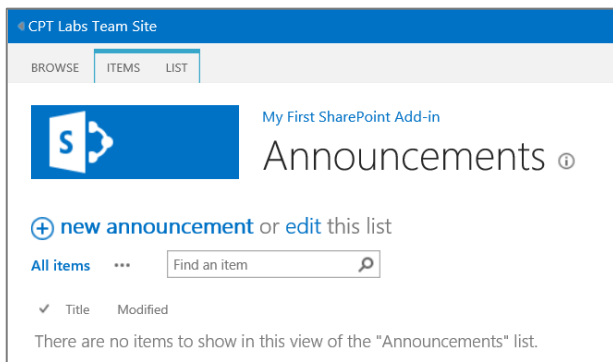 CPT Labs Team Site
BROWSE ITEMS LIST
S
My First SharePoint Add-in
Announcements
new announcement or edit this list
All items ••• Find an item
Title Modified
There are no items to show in this view of the "Announcements" list.